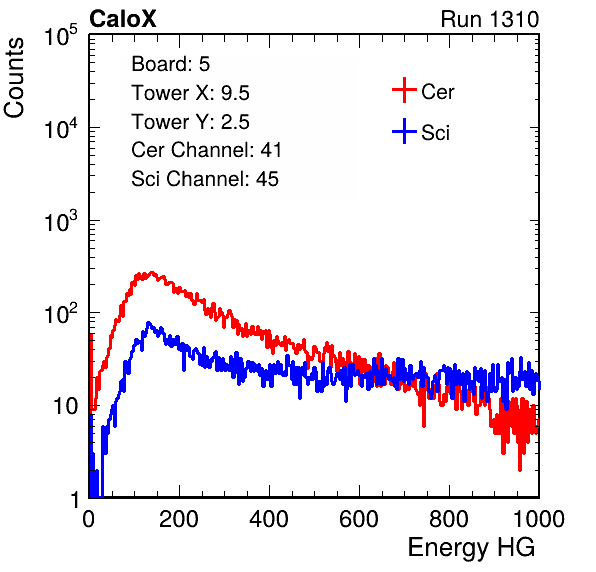 CaloX Run 1310
Counts
Board: 5
Tower X: 9.5
Tower Y: 2.5
Cer Channel: 41
Sci Channel: 45
Cer
Sci
10^5
10^4
10^3
10^2
10
1
0 200 400 600 800 1000
Energy HG